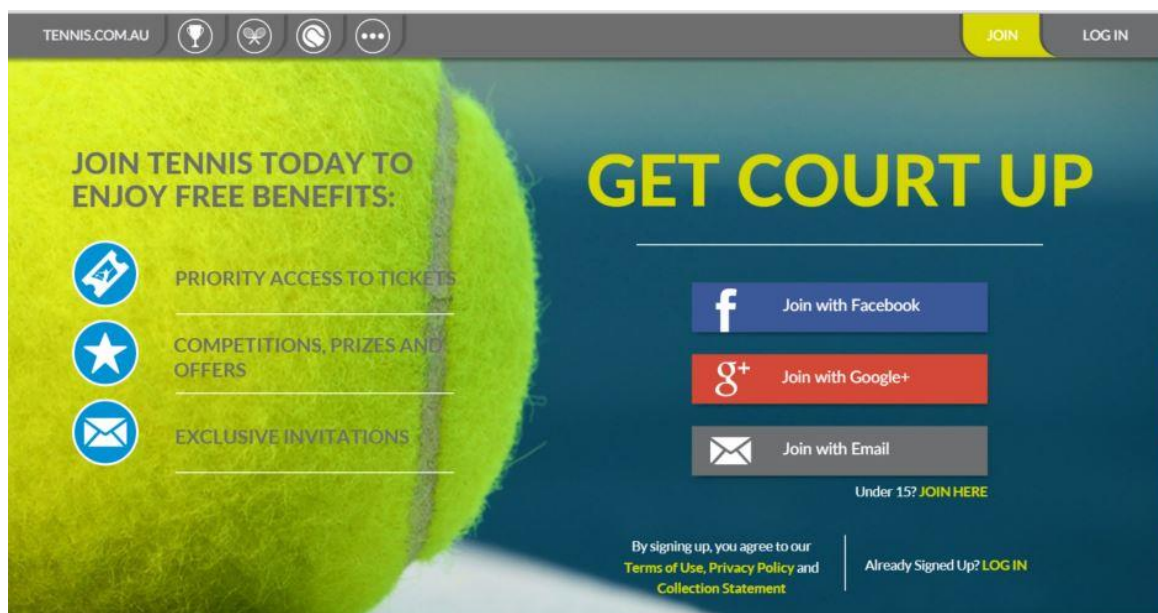 TENNIS.COM.AU
JOIN
LOG IN
JOIN TENNIS TODAY TO
ENJOY FREE BENEFITS:
PRIORITY ACCESS TO TICKETS
COMPETITIONS, PRIZES AND
OFFERS
EXCLUSIVE INVITATIONS
GET COURT UP
f Join with Facebook
g+ Join with Google+
Join with Email
Under 15? JOIN HERE
By signing up, you agree to our
Terms of Use, Privacy Policy and
Collection Statement
Already Signed Up? LOG IN